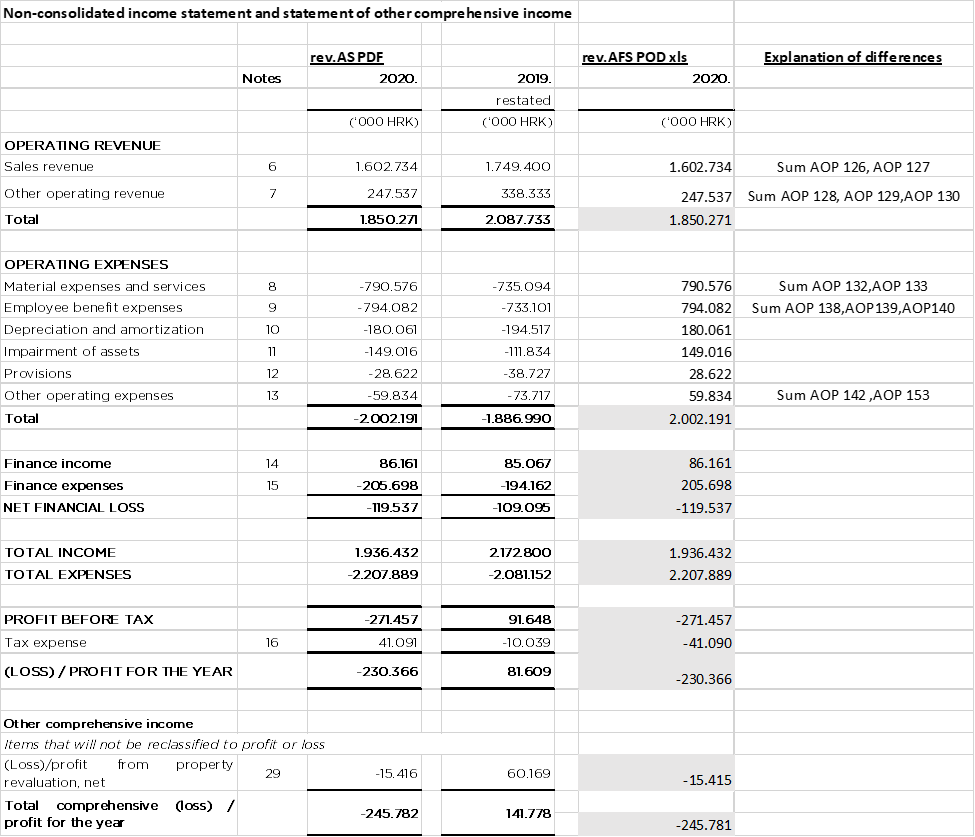 Non-consolidated income statement and statement of other comprehensive income
rev.AS PDF rev.AFS POD xls Explanation of differences
Notes 2020. 2019. 2020.
restated
('000 HRK) ('000 HRK) ('000 HRK)
OPERATING REVENUE
Sales revenue 6 1.602.734 1.749.400 1.602.734 Sum AOP 126, AOP 127
Other operating revenue 7 247.537 338.333 247.537 Sum AOP 128, AOP 129,AOP 130
Total 1.850.271 2.087.733 1.850.271
OPERATING EXPENSES
Material expenses and services 8 -790.576 -735.094 790.576 Sum AOP 132,AOP 133
Employee benefit expenses 9 -794.082 -733.101 794.082 Sum AOP 138,AOP139,AOP140
Depreciation and amortization 10 -180.061 -194.517 180.061
Impairment of assets 11 -149.016 -111.834 149.016
Provisions 12 -28.622 -38.727 28.622
Other operating expenses 13 -59.834 -73.717 59.834 Sum AOP 142 ,AOP 153
Total -2.002.191 -1.886.990 2.002.191
Finance income 14 86.161 85.067 86.161
Finance expenses 15 -205.698 -194.162 205.698
NET FINANCIAL LOSS -119.537 -109.095 -119.537
TOTAL INCOME 1.936.432 2.172.800 1.936.432
TOTAL EXPENSES -2.207.889 -2.081.152 2.207.889
PROFIT BEFORE TAX -271.457 91.648 -271.457
Tax expense 16 41.091 -10.039 -41.090
(LOSS) / PROFIT FOR THE YEAR -230.366 81.609 -230.366
Other comprehensive income
Items that will not be reclassified to profit or loss
(Loss)/profit from property
revaluation, net 29 -15.416 60.169 -15.415
Total comprehensive (loss) /
profit for the year -245.782 141.778 -245.781